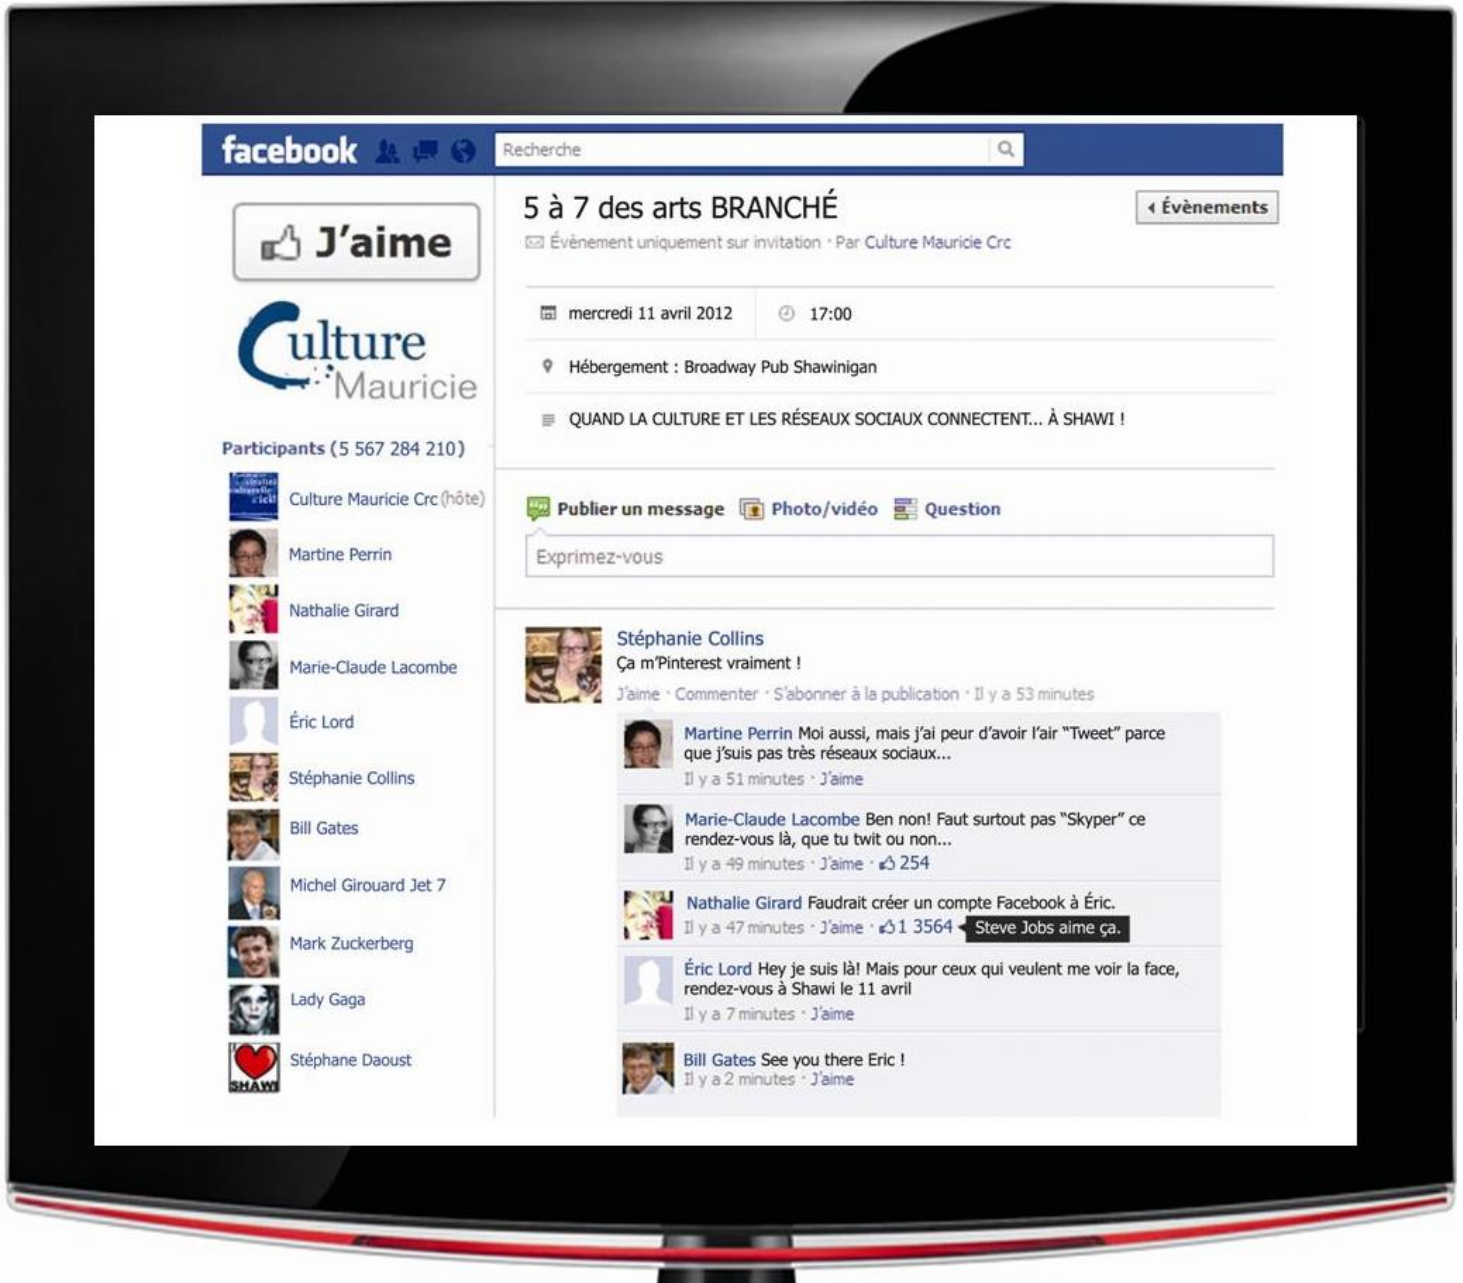 facebook
Recherche
J'aime
Culture
Mauricie
Participants (5 567 284 210)
Culture Mauricie Crc (hôte)
Martine Perrin
Nathalie Girard
Marie-Claude Lacombe
Éric Lord
Stéphanie Collins
Bill Gates
Michel Girouard Jet 7
Mark Zuckerberg
Lady Gaga
Stéphane Daoust
SHAWI
5 à 7 des arts BRANCHÉ
Évènements
Évènement uniquement sur invitation · Par Culture Mauricie Crc
mercredi 11 avril 2012
17:00
Hébergement : Broadway Pub Shawinigan
QUAND LA CULTURE ET LES RÉSEAUX SOCIAUX CONNECTENT... À SHAWI !
Publier un message Photo/vidéo Question
Exprimez-vous
Stéphanie Collins
Ça m'Pinterest vraiment !
J'aime · Commenter · S'abonner à la publication · Il y a 53 minutes
Martine Perrin Moi aussi, mais j'ai peur d'avoir l'air “Tweet” parce
que j'suis pas très réseaux sociaux...
Il y a 51 minutes · J'aime
Marie-Claude Lacombe Ben non! Faut surtout pas “Skyper” ce
rendez-vous là, que tu twit ou non...
Il y a 49 minutes · J'aime · 254
Nathalie Girard Faudrait créer un compte Facebook à Éric.
Il y a 47 minutes · J'aime · 1 3564 Steve Jobs aime ça.
Éric Lord Hey je suis là! Mais pour ceux qui veulent me voir la face,
rendez-vous à Shawi le 11 avril
Il y a 7 minutes · J'aime
Bill Gates See you there Eric !
Il y a 2 minutes · J'aime